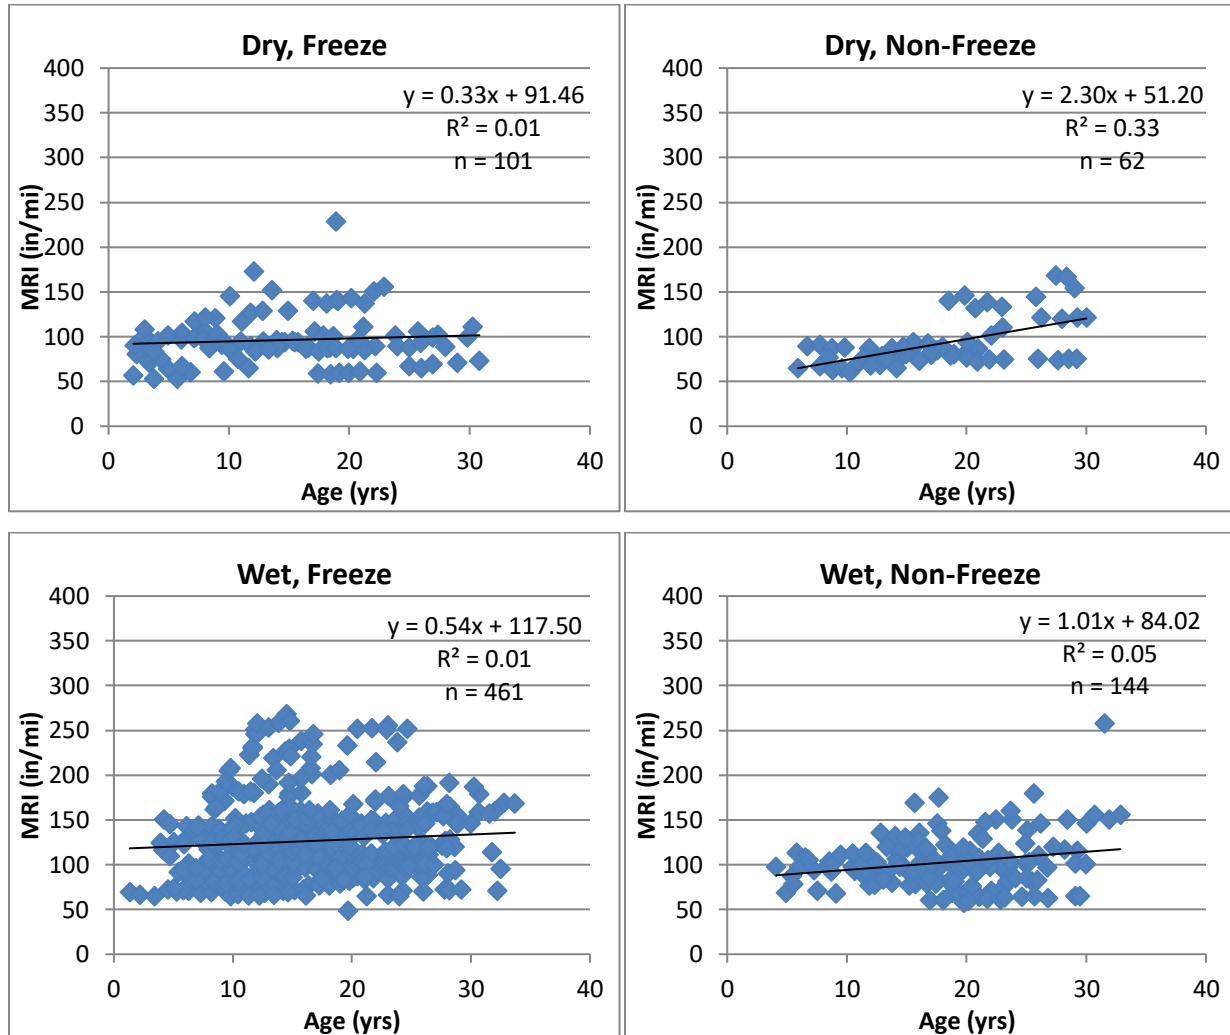 Dry, Freeze
y = 0.33x + 91.46
R² = 0.01
n = 101
MRI (in/mi)
400
350
300
250
200
150
100
50
0
0 10 20 30 40
Age (yrs)
Dry, Non-Freeze
y = 2.30x + 51.20
R² = 0.33
n = 62
MRI (in/mi)
400
350
300
250
200
150
100
50
0
0 10 20 30 40
Age (yrs)
Wet, Freeze
y = 0.54x + 117.50
R² = 0.01
n = 461
MRI (in/mi)
400
350
300
250
200
150
100
50
0
0 10 20 30 40
Age (yrs)
Wet, Non-Freeze
y = 1.01x + 84.02
R² = 0.05
n = 144
MRI (in/mi)
400
350
300
250
200
150
100
50
0
0 10 20 30 40
Age (yrs)